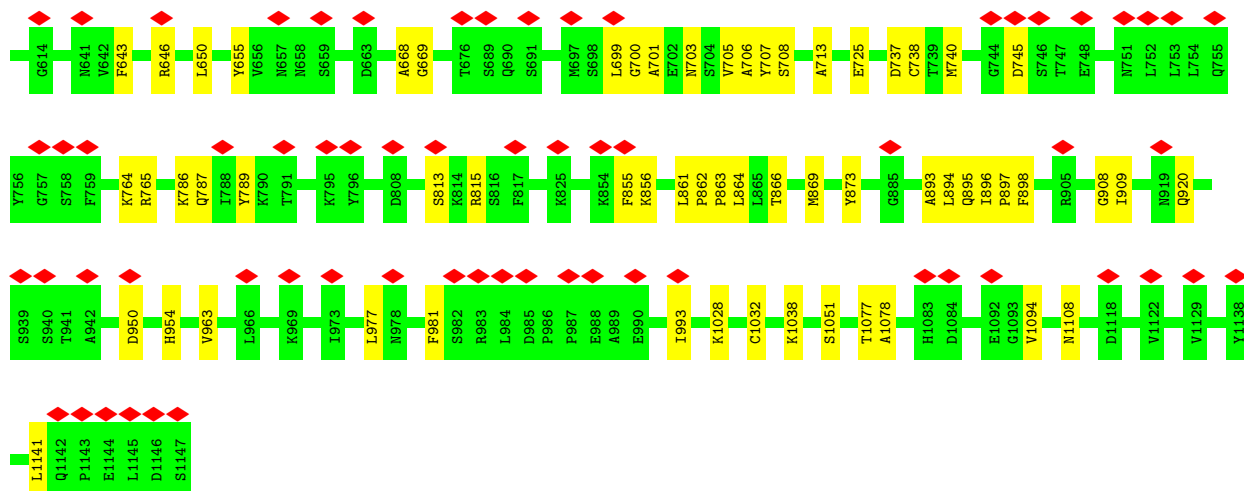 G614 N641 V642 F643 R646 L650 Y655 V656 N657 N658 S659 D663 A668 G669 T676 S689 Q690 S691 M697 S698 L699 G700 A701 E702 N703 S704 V705 A706 Y707 S708 A713 E725 D737 C738 T739 M740 G744 D745 S746 T747 E748 N751 L752 L753 L754 Q755
Y756 G757 S758 F759 K764 R765 K786 Q787 I788 Y789 K790 T791 K795 Y796 D808 S813 K814 R815 S816 F817 K825 K854 F855 K856 L861 P862 P863 L864 L865 T866 M869 Y873 G885 A893 L894 Q895 I896 P897 F898 R905 G908 I909 N919 Q920
S939 S940 T941 A942 D950 H954 V963 L966 K969 I973 L977 N978 F981 S982 R983 L984 D985 P986 P987 E988 A989 E990 I993 K1028 C1032 K1038 S1051 T1077 A1078 H1083 D1084 E1092 G1093 V1094 N1108 D1118 V1122 V1129 Y1138
L1141 Q1142 P1143 E1144 L1145 D1146 S1147